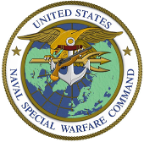 UNITED STATES
NAVAL SPECIAL WARFARE COMMAND